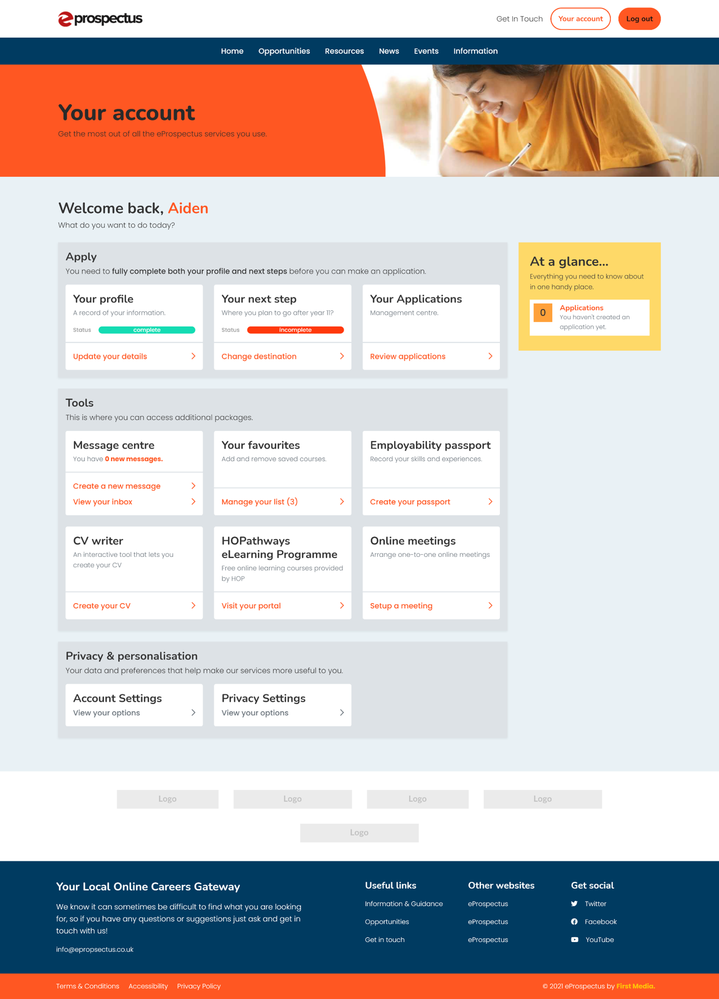 eprospectus
Get In Touch
Your account
Log out
Home
Opportunities
Resources
News
Events
Information
Your account
Get the most out of all the eProspectus services you use.
Welcome back, Aiden
What do you want to do today?
Apply
You need to fully complete both your profile and next steps before you can make an application.
Your profile
A record of your information.
Status
complete
Update your details
Your next step
Where you plan to go after year 11?
Status
incomplete
Change destination
Your Applications
Management centre.
Review applications
At a glance...
Everything you need to know about
in one handy place.
0
Applications
You haven't created an
application yet.
Tools
This is where you can access additional packages.
Message centre
You have 0 new messages.
Create a new message
View your inbox
Your favourites
Add and remove saved courses.
Manage your list (3)
Employability passport
Record your skills and experiences.
Create your passport
CV writer
An interactive tool that lets you
create your CV
Create your CV
HOPathways
eLearning Programme
Free online learning courses provided
by HOP
Visit your portal
Online meetings
Arrange one-to-one online meetings
Setup a meeting
Privacy & personalisation
Your data and preferences that help make our services more useful to you.
Account Settings
View your options
Privacy Settings
View your options
Logo
Logo
Logo
Logo
Logo
Your Local Online Careers Gateway
We know it can sometimes be difficult to find what you are looking
for, so if you have any questions or suggestions just ask and get in
touch with us!
info@epropsectus.co.uk
Useful links
Information & Guidance
Opportunities
Get in touch
Other websites
eProspectus
eProspectus
eProspectus
Get social
Twitter
Facebook
YouTube
Terms & Conditions
Accessibility
Privacy Policy
© 2021 eProspectus by First Media.